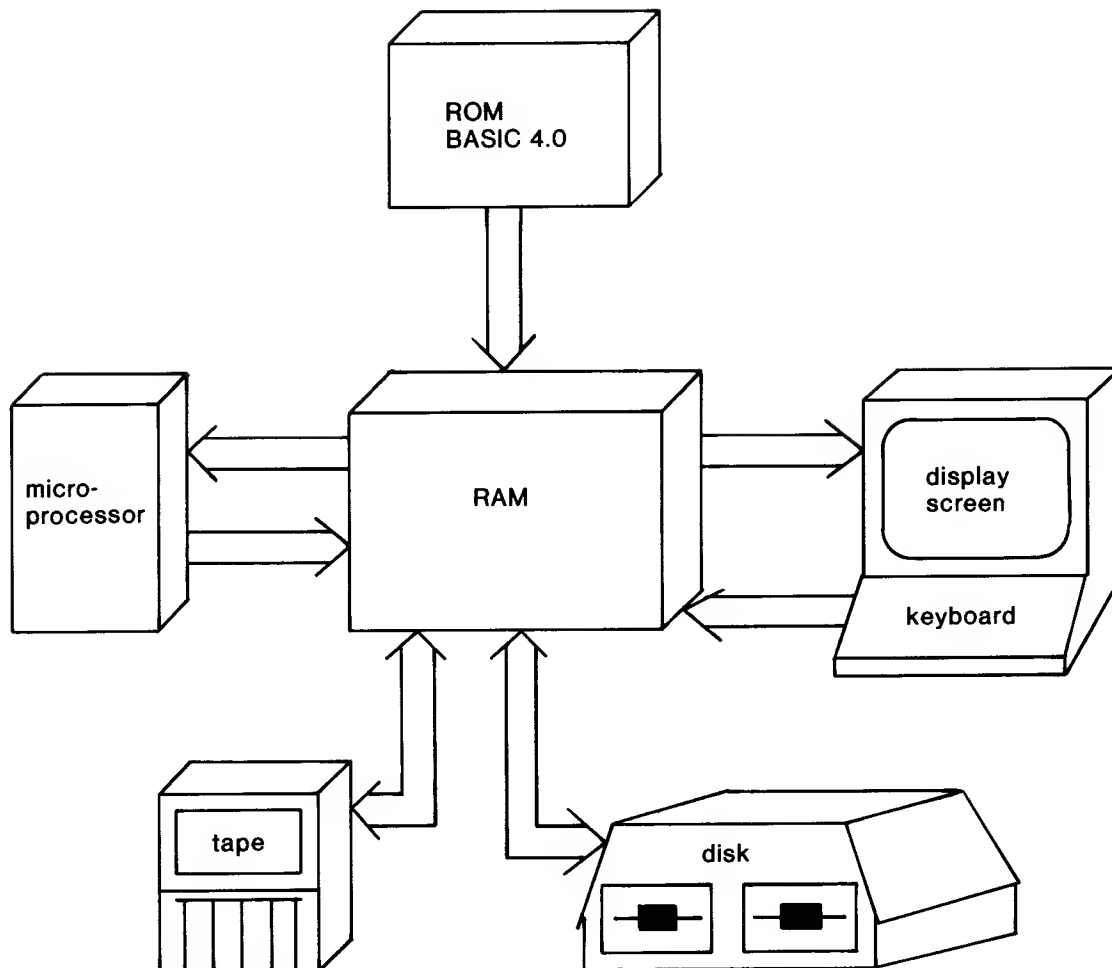 ROM
BASIC 4.0
micro-
processor
RAM
display
screen
keyboard
tape
disk